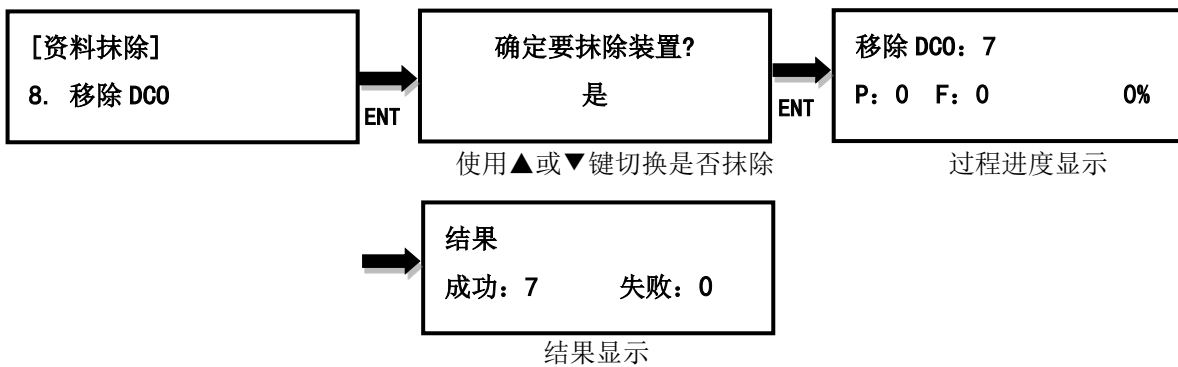 [资料抹除]
8. 移除 DCO
ENT
确定要抹除装置?
是
ENT
移除 DCO：7
P：0 F：0 0%
使用▲或▼键切换是否抹除
过程进度显示
结果
成功：7 失败：0
结果显示